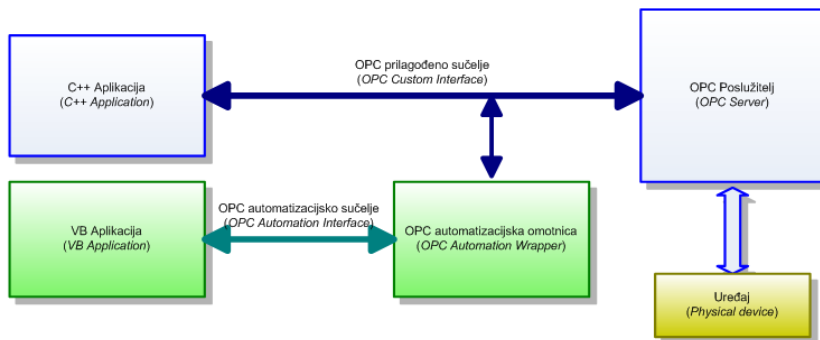 C++ Aplikacija
(C++ Application)
OPC prilagođeno sučelje
(OPC Custom Interface)
OPC Poslužitelj
(OPC Server)
VB Aplikacija
(VB Application)
OPC automatizacijsko sučelje
(OPC Automation Interface)
OPC automatizacijska omotnica
(OPC Automation Wrapper)
Uređaj
(Physical device)